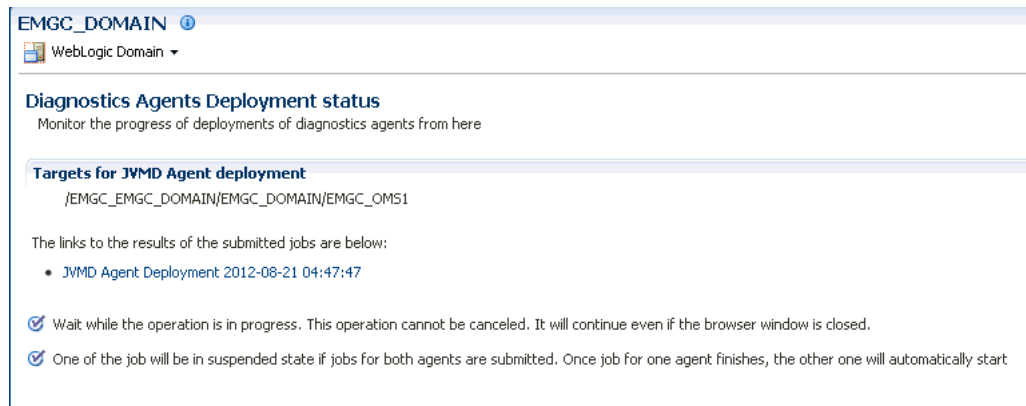 EMGC_DOMAIN
WebLogic Domain
Diagnostics Agents Deployment status
Monitor the progress of deployments of diagnostics agents from here
Targets for JVMD Agent deployment
/EMGC_EMGC_DOMAIN/EMGC_DOMAIN/EMGC_OMS1
The links to the results of the submitted jobs are below:
• JVMD Agent Deployment 2012-08-21 04:47:47
Wait while the operation is in progress. This operation cannot be canceled. It will continue even if the browser window is closed.
One of the job will be in suspended state if jobs for both agents are submitted. Once job for one agent finishes, the other one will automatically start